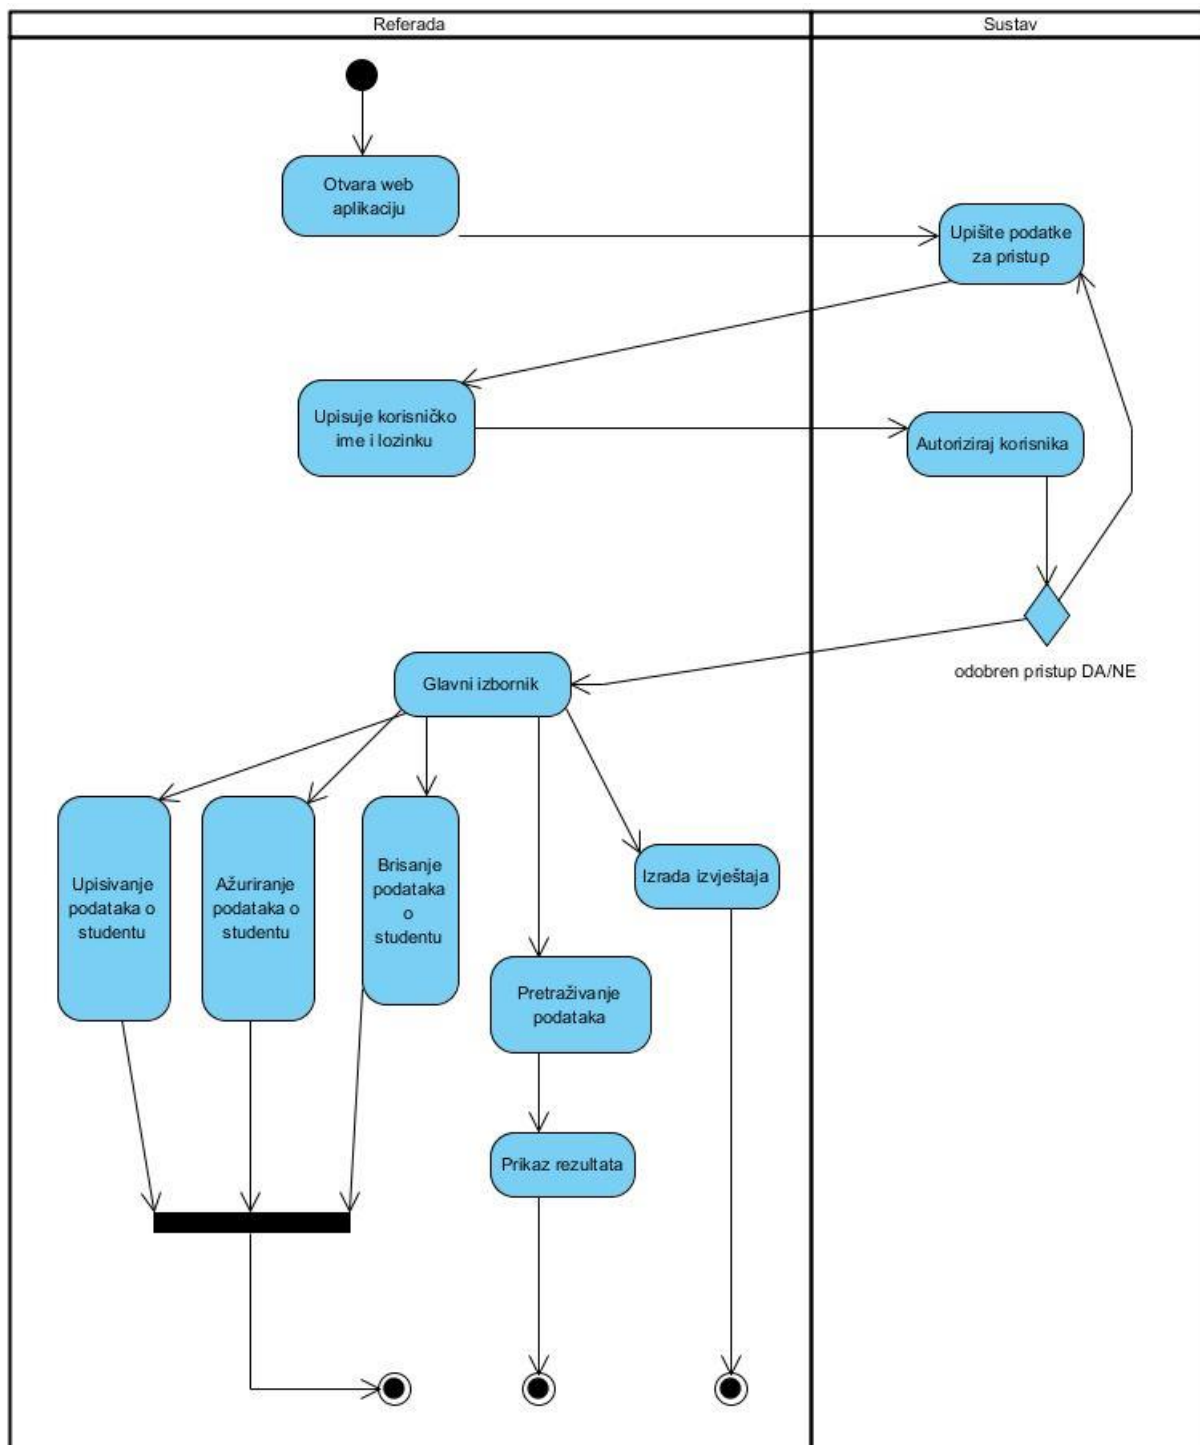 Referada
Sustav
Otvara web
aplikaciju
Upišite podatke
za pristup
Upisuje korisničko
ime i lozinku
Autoriziraj korisnika
odobren pristup DA/NE
Glavni izbornik
Upisivanje
podataka o
studentu
Ažuriranje
podataka o
studentu
Brisanje
podataka
o
studentu
Izrada izvještaja
Pretraživanje
podataka
Prikaz rezultata